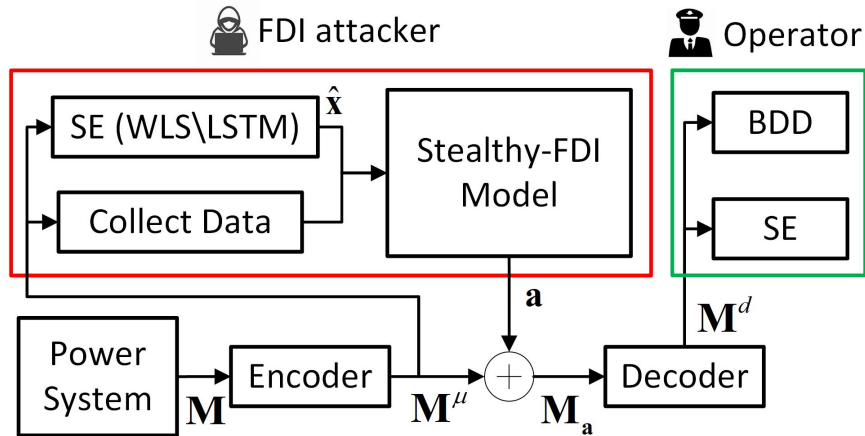 FDI attacker
Operator
SE (WLS\LSTM)
x̂
Collect Data
Stealthy-FDI
Model
BDD
SE
a
M^d
Power
System
M
Encoder
M^μ
+
M_a
Decoder